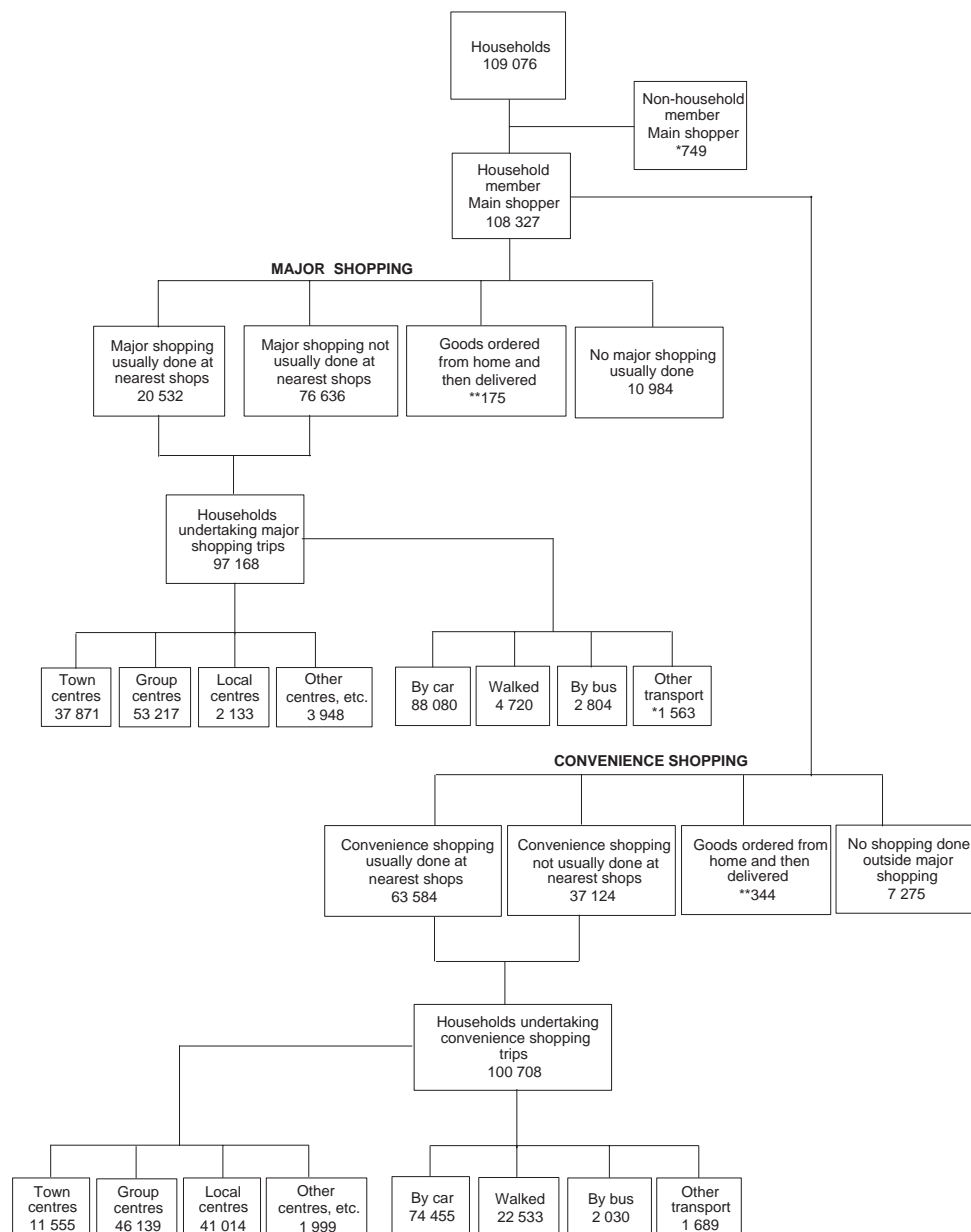 Households
109 076
Non-household
member
Main shopper
*749
Household
member
Main shopper
108 327
MAJOR SHOPPING
Major shopping
usually done at
nearest shops
20 532
Major shopping not
usually done at
nearest shops
76 636
Goods ordered
from home and
then delivered
**175
No major shopping
usually done
10 984
Households
undertaking major
shopping trips
97 168
Town
centres
37 871
Group
centres
53 217
Local
centres
2 133
Other
centres, etc.
3 948
By car
88 080
Walked
4 720
By bus
2 804
Other
transport
*1 563
CONVENIENCE SHOPPING
Convenience shopping
usually done at
nearest shops
63 584
Convenience shopping
not usually done at
nearest shops
37 124
Goods ordered from
home and then
delivered
**344
No shopping done
outside major
shopping
7 275
Households undertaking
convenience shopping
trips
100 708
Town
centres
11 555
Group
centres
46 139
Local
centres
41 014
Other
centres, etc.
1 999
By car
74 455
Walked
22 533
By bus
2 030
Other
transport
1 689